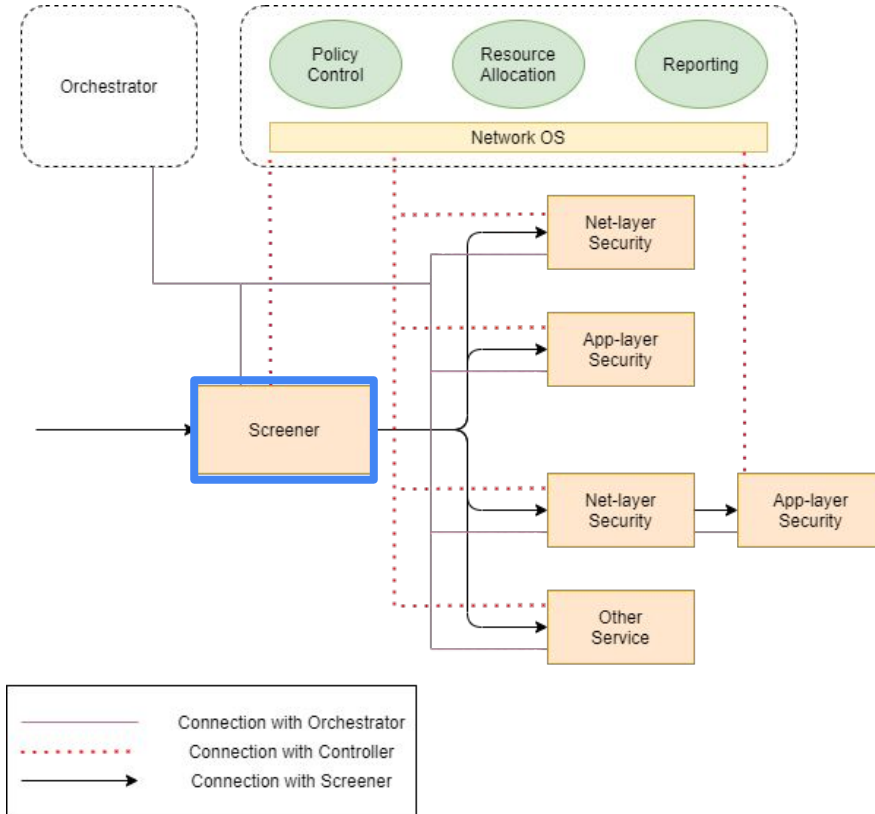 Orchestrator
Policy
Control
Resource
Allocation
Reporting
Network OS
Net-layer
Security
App-layer
Security
Screener
Net-layer
Security
App-layer
Security
Other
Service
Connection with Orchestrator
Connection with Controller
Connection with Screener